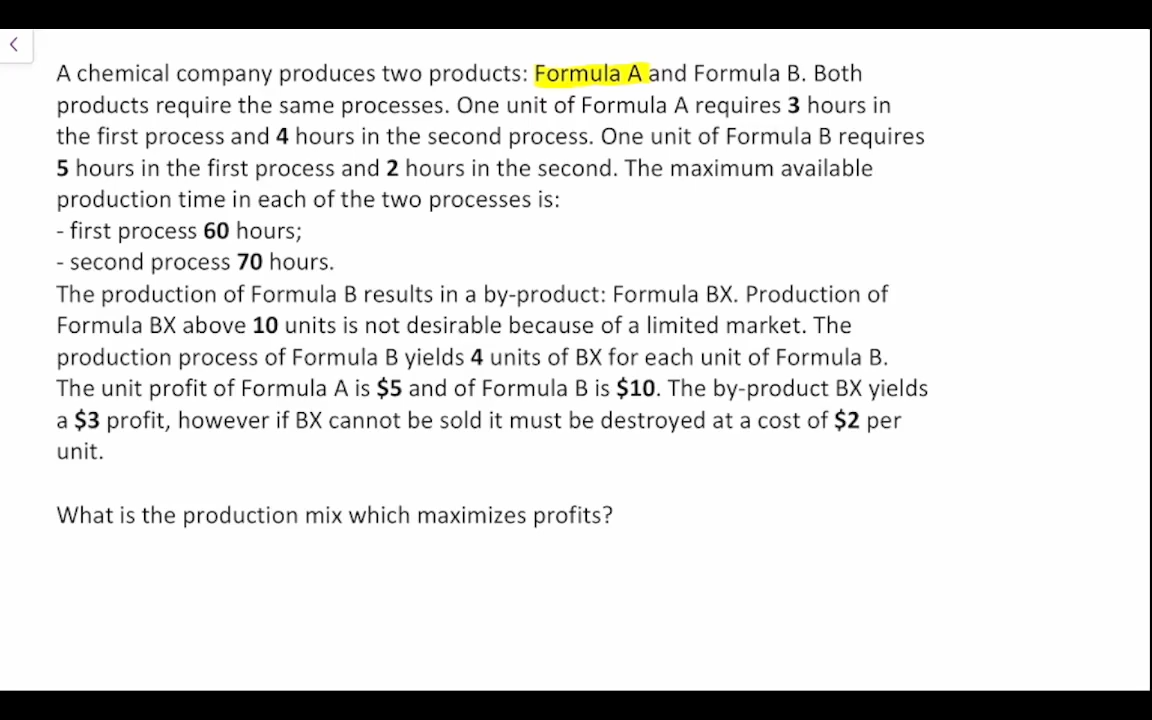 A chemical company produces two products: Formula A and Formula B. Both
products require the same processes. One unit of Formula A requires 3 hours in
the first process and 4 hours in the second process. One unit of Formula B requires
5 hours in the first process and 2 hours in the second. The maximum available
production time in each of the two processes is:
- first process 60 hours;
- second process 70 hours.
The production of Formula B results in a by-product: Formula BX. Production of
Formula BX above 10 units is not desirable because of a limited market. The
production process of Formula B yields 4 units of BX for each unit of Formula B.
The unit profit of Formula A is $5 and of Formula B is $10. The by-product BX yields
a $3 profit, however if BX cannot be sold it must be destroyed at a cost of $2 per
unit.
What is the production mix which maximizes profits?